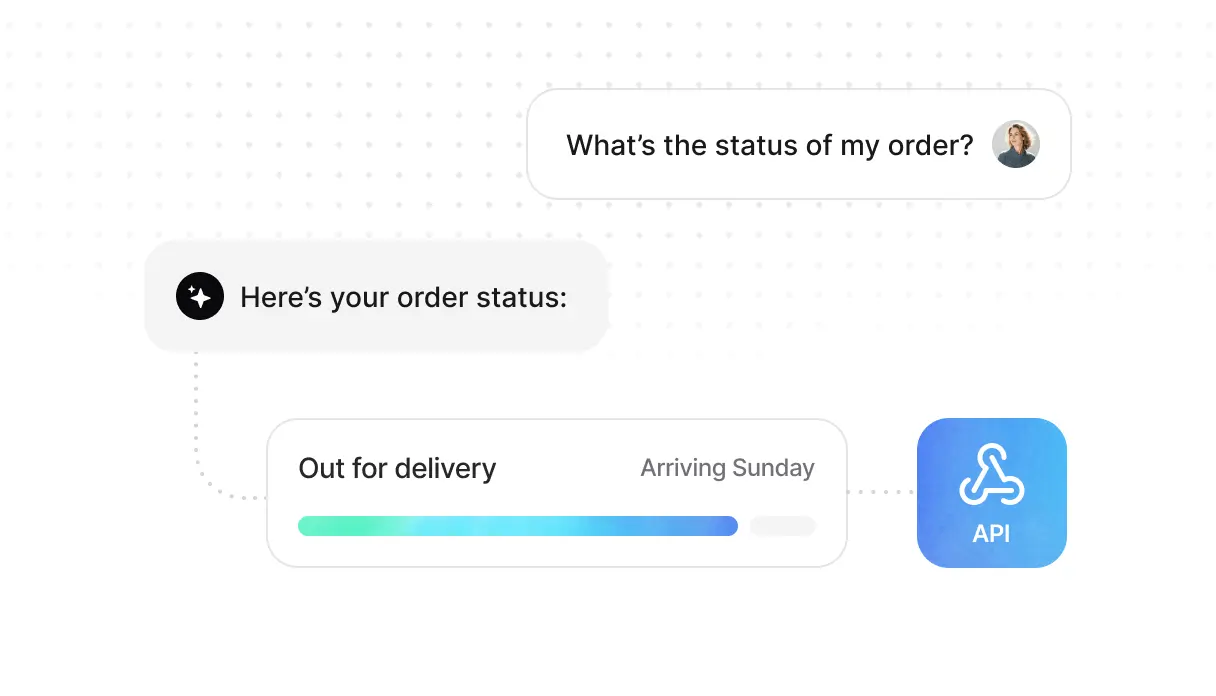 What’s the status of my order?
Here’s your order status:
Out for delivery
Arriving Sunday
API